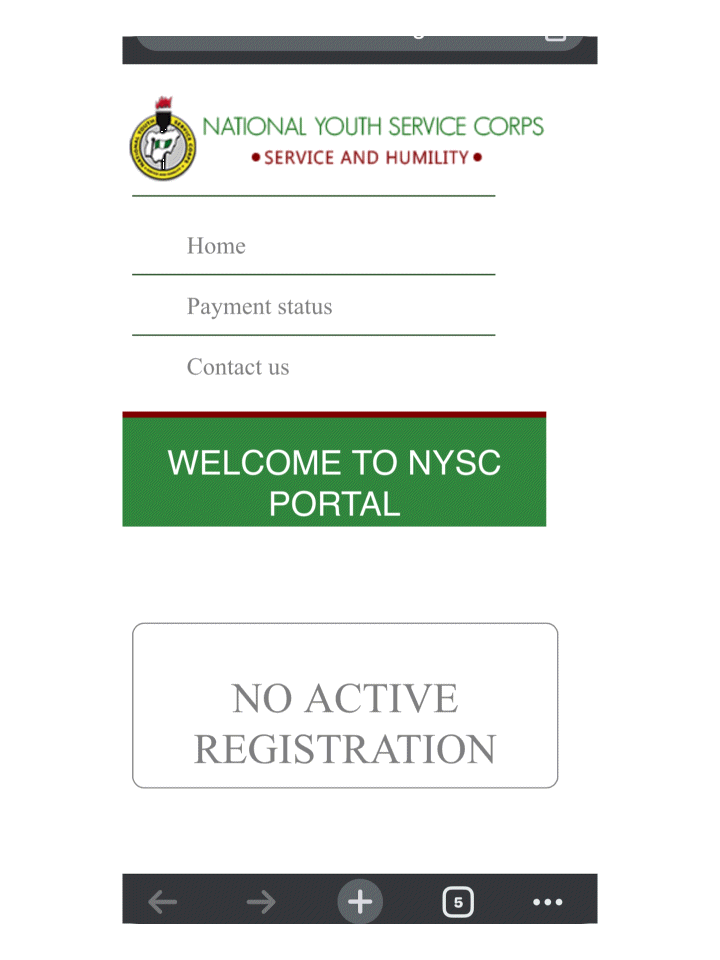 NATIONAL YOUTH SERVICE CORPS
• SERVICE AND HUMILITY •
Home
Payment status
Contact us
WELCOME TO NYSC
PORTAL
NO ACTIVE
REGISTRATION
5